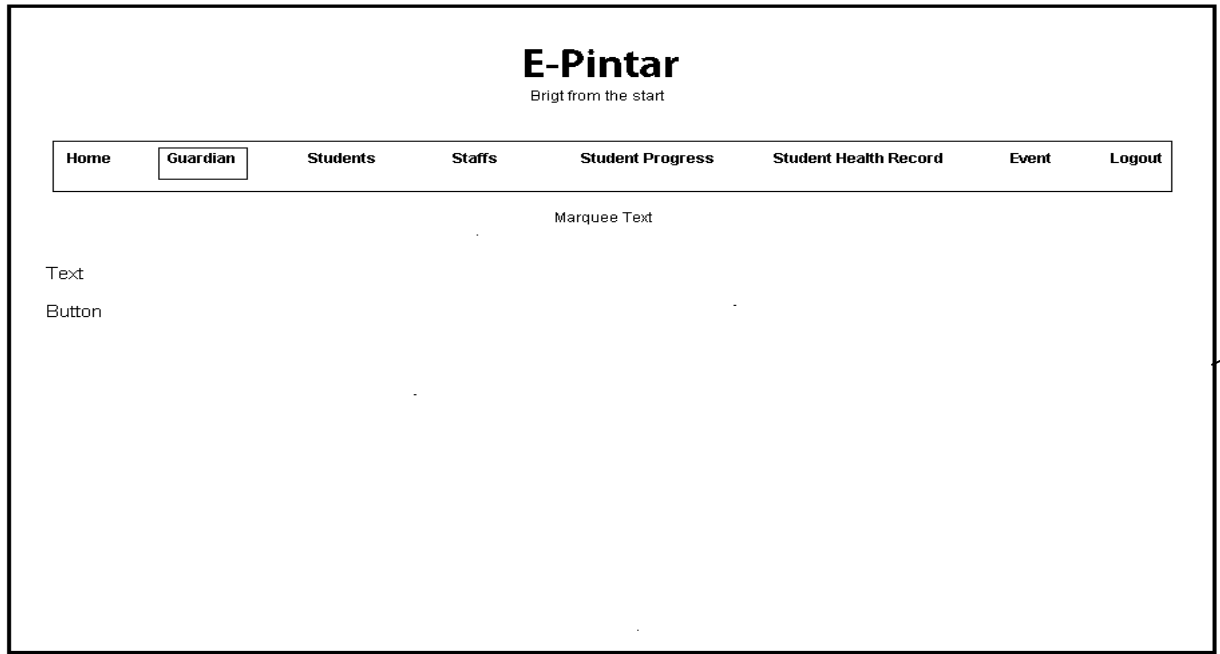 E-Pintar
Brigt from the start
Home Guardian Students Staffs Student Progress Student Health Record Event Logout
Marquee Text
Text
Button